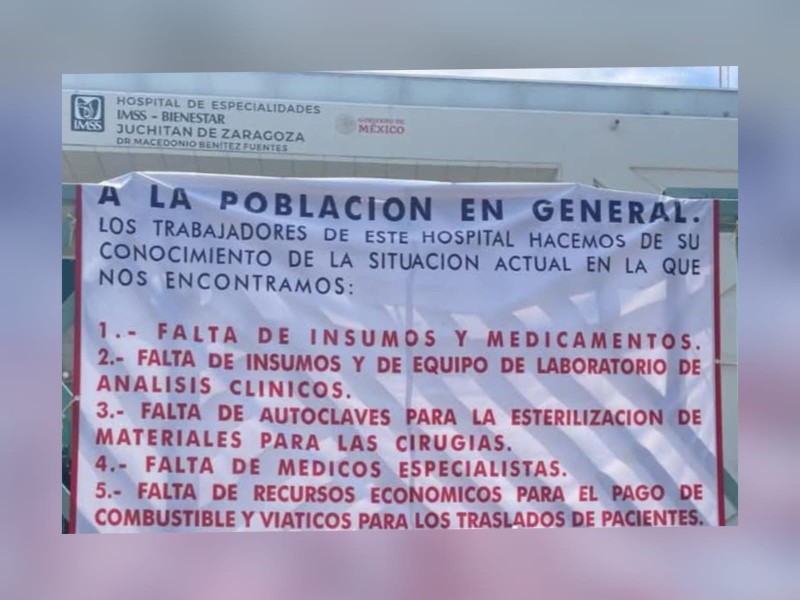 IMSS
HOSPITAL DE ESPECIALIDADES
IMSS - BIENESTAR
JUCHITAN DE ZARAGOZA
DR MACEDONIO BENÍTEZ FUENTES
GOBIERNO DE
MÉXICO
A LA POBLACION EN GENERAL.
LOS TRABAJADORES DE ESTE HOSPITAL HACEMOS DE SU
CONOCIMIENTO DE LA SITUACION ACTUAL EN LA QUE
NOS ENCONTRAMOS:
1.- FALTA DE INSUMOS Y MEDICAMENTOS.
2.- FALTA DE INSUMOS Y DE EQUIPO DE LABORATORIO DE
ANALISIS CLINICOS.
3.- FALTA DE AUTOCLAVES PARA LA ESTERILIZACION DE
MATERIALES PARA LAS CIRUGIAS.
4.- FALTA DE MEDICOS ESPECIALISTAS.
5.- FALTA DE RECURSOS ECONOMICOS PARA EL PAGO DE
COMBUSTIBLE Y VIATICOS PARA LOS TRASLADOS DE PACIENTES.